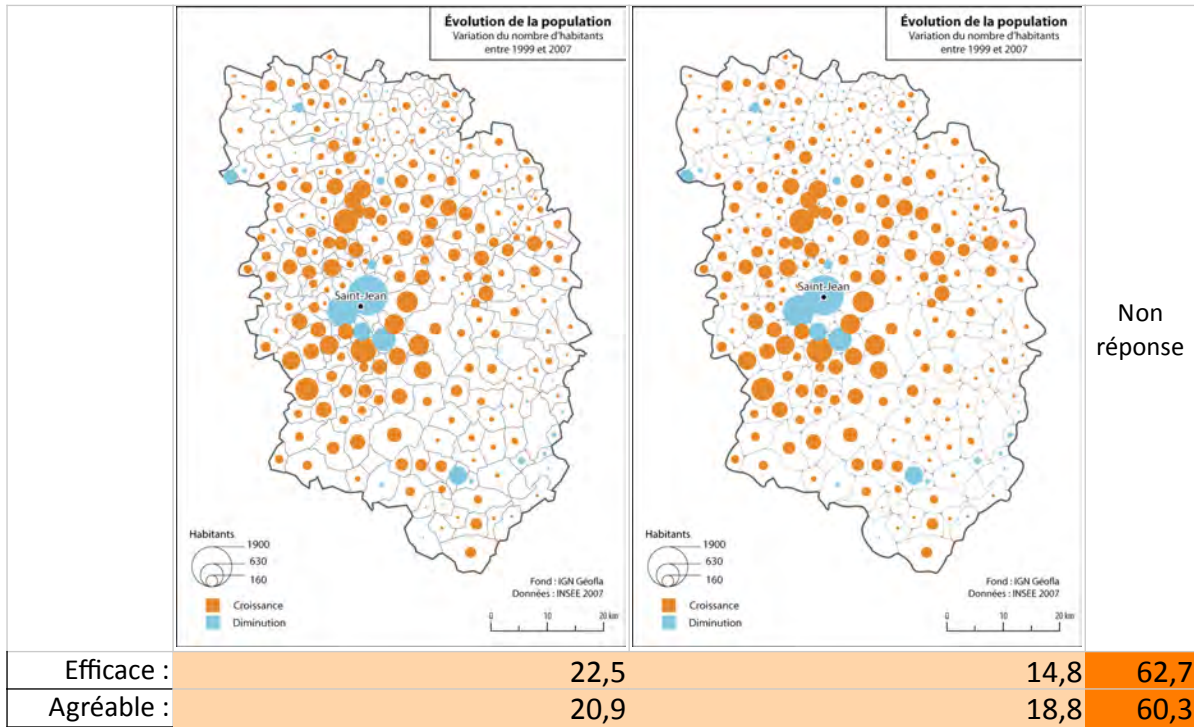 Évolution de la population
Variation du nombre d'habitants
entre 1999 et 2007
Saint-Jean
Habitants
1900
630
160
Croissance
Diminution
Fond : IGN Géofla
Données : INSEE 2007
0 10 20 km
Évolution de la population
Variation du nombre d'habitants
entre 1999 et 2007
Saint-Jean
Habitants
1900
630
160
Croissance
Diminution
Fond : IGN Géofla
Données : INSEE 2007
0 10 20 km
Non
réponse
Efficace : 22,5 14,8 62,7
Agréable : 20,9 18,8 60,3